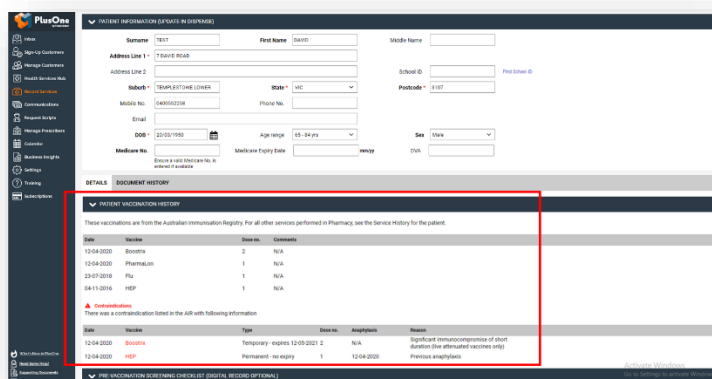 PlusOne
PATIENT INFORMATION (UPDATE IN DISPENSE)
Inbox
Sign-Up Customers
Manage Customers
Health Services Hub
Record Services
Communications
Request Scripts
Manage Prescribers
Calendar
Business Insights
Settings
Training
Subscriptions
Surname TEST First Name DAVID Middle Name
Address Line 1 * 7 DAVID ROAD
Address Line 2 School ID Find School ID
Suburb * TEMPLESTOWE LOWER State * VIC Postcode * 3107
Mobile No. Phone No.
Email
DOB * Age range 65 - 84 yrs Sex Male
Medicare No. Medicare Expiry Date mm/yy DVA
Ensure a valid Medicare No. is
entered if available
DETAILS DOCUMENT HISTORY
PATIENT VACCINATION HISTORY
These vaccinations are from the Australian Immunisation Registry. For all other services performed in Pharmacy, see the Service History for the patient.
Date Vaccine Dose no. Comments
12-04-2020 Boostrix 2 N/A
12-04-2020 PharmaLon 1 N/A
23-07-2018 Flu 1 N/A
04-11-2016 HEP 1 N/A
Contraindications
There was a contraindication listed in the AIR with following information
Date Vaccine Type Dose no. Anaphylaxis Reason
12-04-2020 Boostrix Temporary - expires 12-05-2021 2 N/A Significant immunocompromise of short
duration (live attenuated vaccines only)
12-04-2020 HEP Permanent - no expiry 1 12-04-2020 Previous anaphylaxis
What's New in PlusOne
Read Some Read
Supporting Documents
PRE-VACCINATION SCREENING CHECKLIST (DIGITAL RECORD OPTIONAL)
Activate Windows
Go to Settings to activate Windows